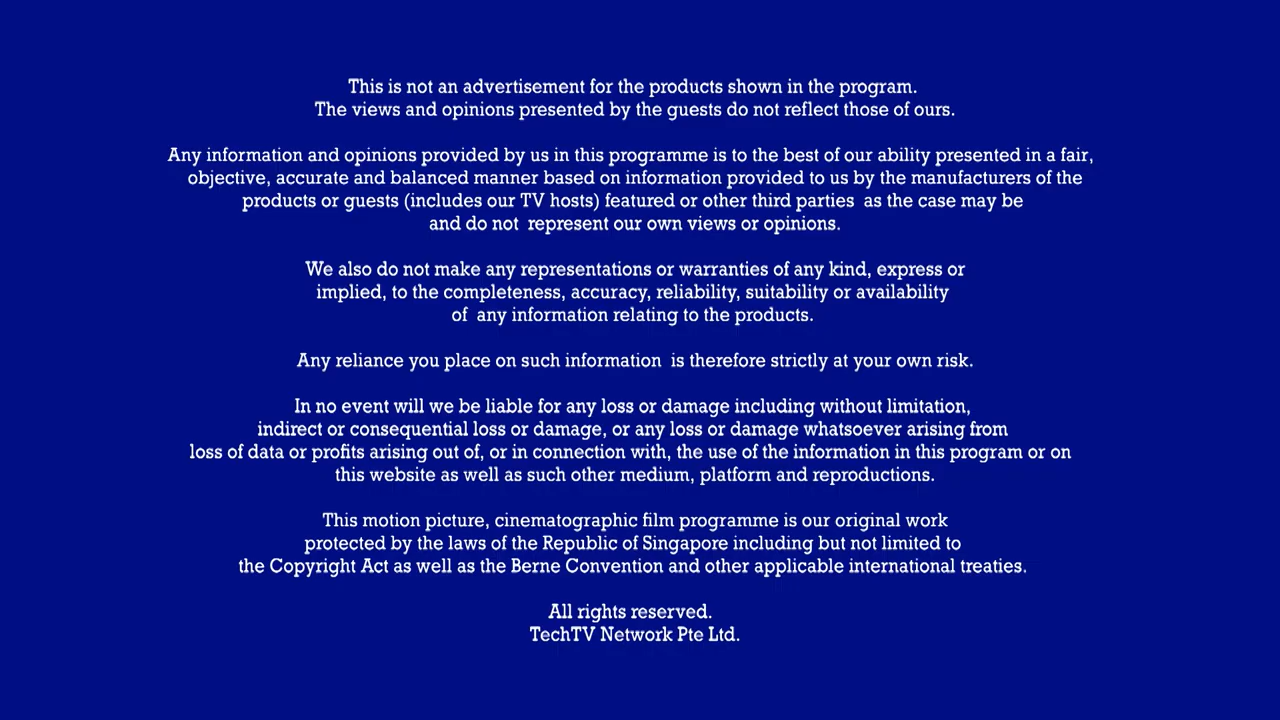 This is not an advertisement for the products shown in the program.
The views and opinions presented by the guests do not reflect those of ours.
Any information and opinions provided by us in this programme is to the best of our ability presented in a fair,
objective, accurate and balanced manner based on information provided to us by the manufacturers of the
products or guests (includes our TV hosts) featured or other third parties  as the case may be
and do not  represent our own views or opinions.
We also do not make any representations or warranties of any kind, express or
implied, to the completeness, accuracy, reliability, suitability or availability
of  any information relating to the products.
Any reliance you place on such information  is therefore strictly at your own risk.
In no event will we be liable for any loss or damage including without limitation,
indirect or consequential loss or damage, or any loss or damage whatsoever arising from
loss of data or profits arising out of, or in connection with, the use of the information in this program or on
this website as well as such other medium, platform and reproductions.
This motion picture, cinematographic film programme is our original work
protected by the laws of the Republic of Singapore including but not limited to
the Copyright Act as well as the Berne Convention and other applicable international treaties.
All rights reserved.
TechTV Network Pte Ltd.